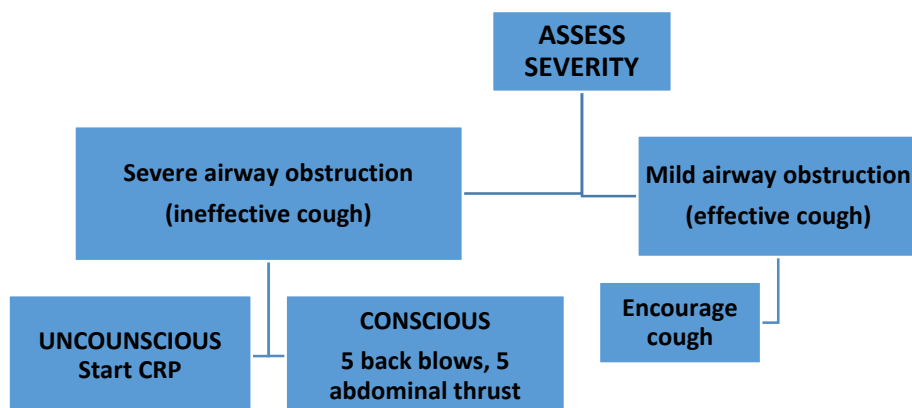 ASSESS
SEVERITY
Severe airway obstruction
(ineffective cough)
Mild airway obstruction
(effective cough)
UNCOUNSCIOUS
Start CRP
CONSCIOUS
5 back blows, 5
abdominal thrust
Encourage
cough